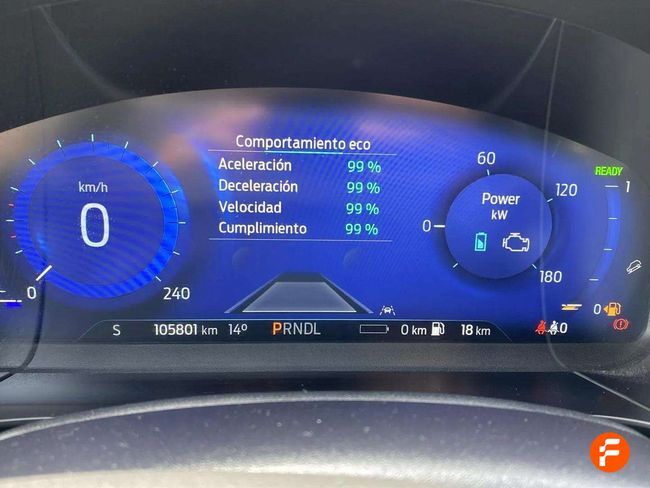 Comportamiento eco
Aceleración 99 %
Deceleración 99 %
Velocidad 99 %
Cumplimiento 99 %
km/h
0
0
240
60
120
0
180
Power
kW
READY
1
0
0
S 105801 km 14º PRNDL 0 km 18 km